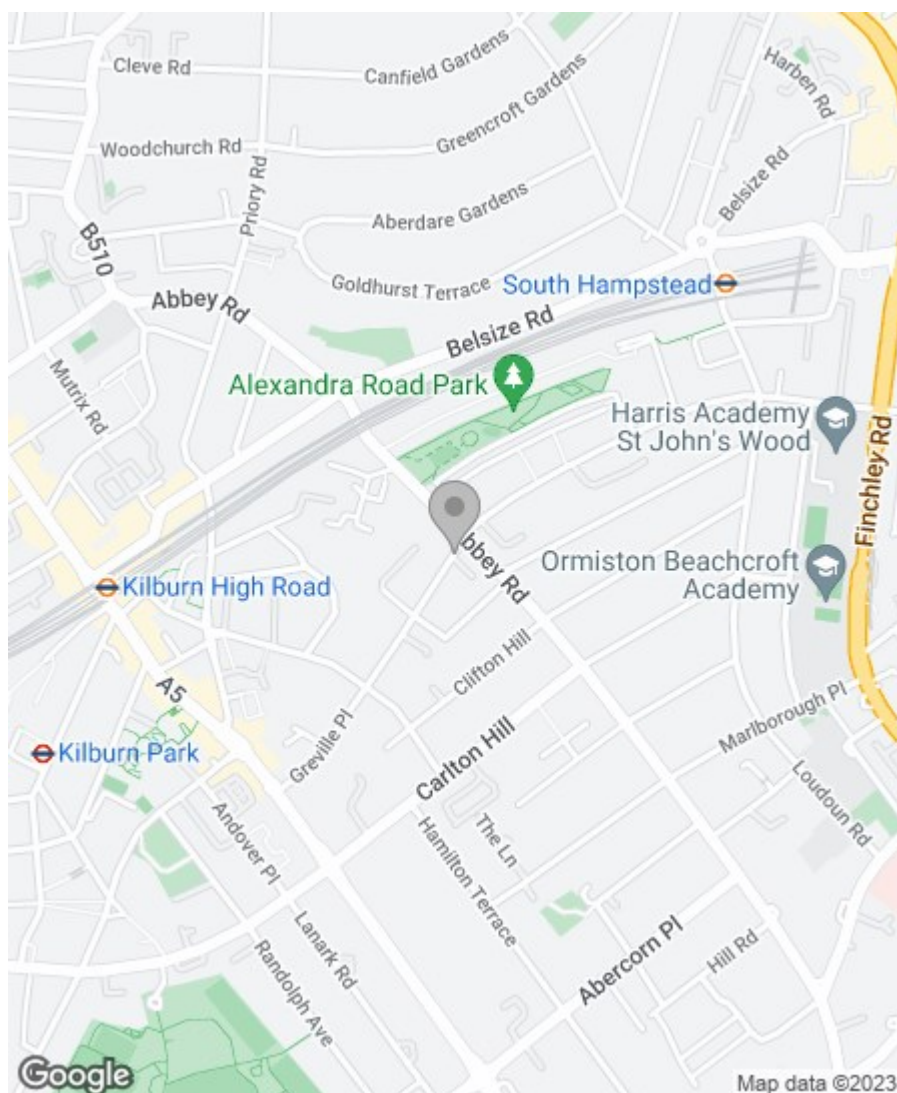 Cleve Rd
Canfield Gardens
Harben Rd
Greencroft Gardens
Woodchurch Rd
Priory Rd
Belsize Rd
Aberdare Gardens
B510
Goldhurst Terrace
South Hampstead
Abbey Rd
Belsize Rd
Mutrix Rd
Alexandra Road Park
Harris Academy
St John's Wood
Finchley Rd
Abbey Rd
Ormiston Beachcroft
Academy
Kilburn High Road
Clifton Hill
A5
Marlborough Pl
Kilburn Park
Greville Pl
Carlton Hill
Loudoun Rd
Andover Pl
The Ln
Hamilton Terrace
Lanark Rd
Hill Rd
Abercorn Pl
Randolph Ave
Google
Map data ©2023